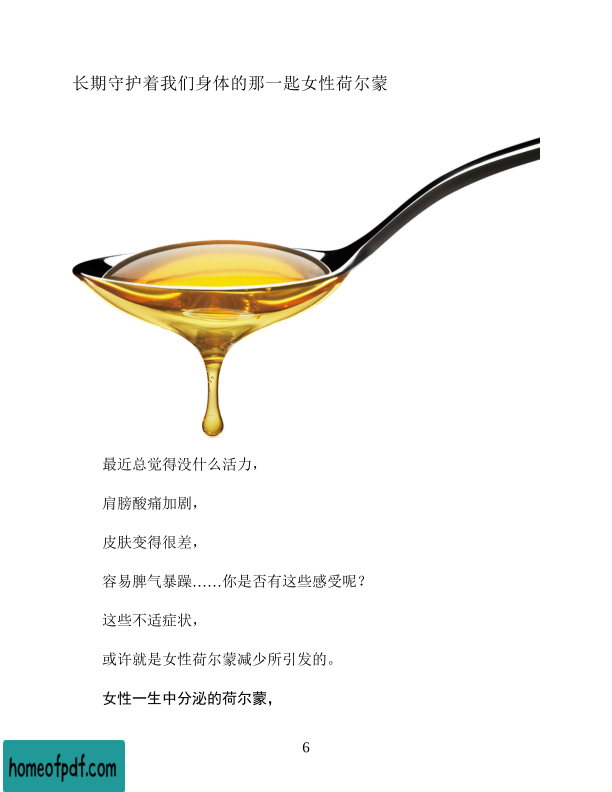 长期守护着我们身体的那一匙女性荷尔蒙
最近总觉得没什么活力，
肩膀酸痛加剧，
皮肤变得很差，
容易脾气暴躁……你是否有这些感受呢？
这些不适症状，
或许就是女性荷尔蒙减少所引发的。
女性一生中分泌的荷尔蒙，
6
homeofpdf.com